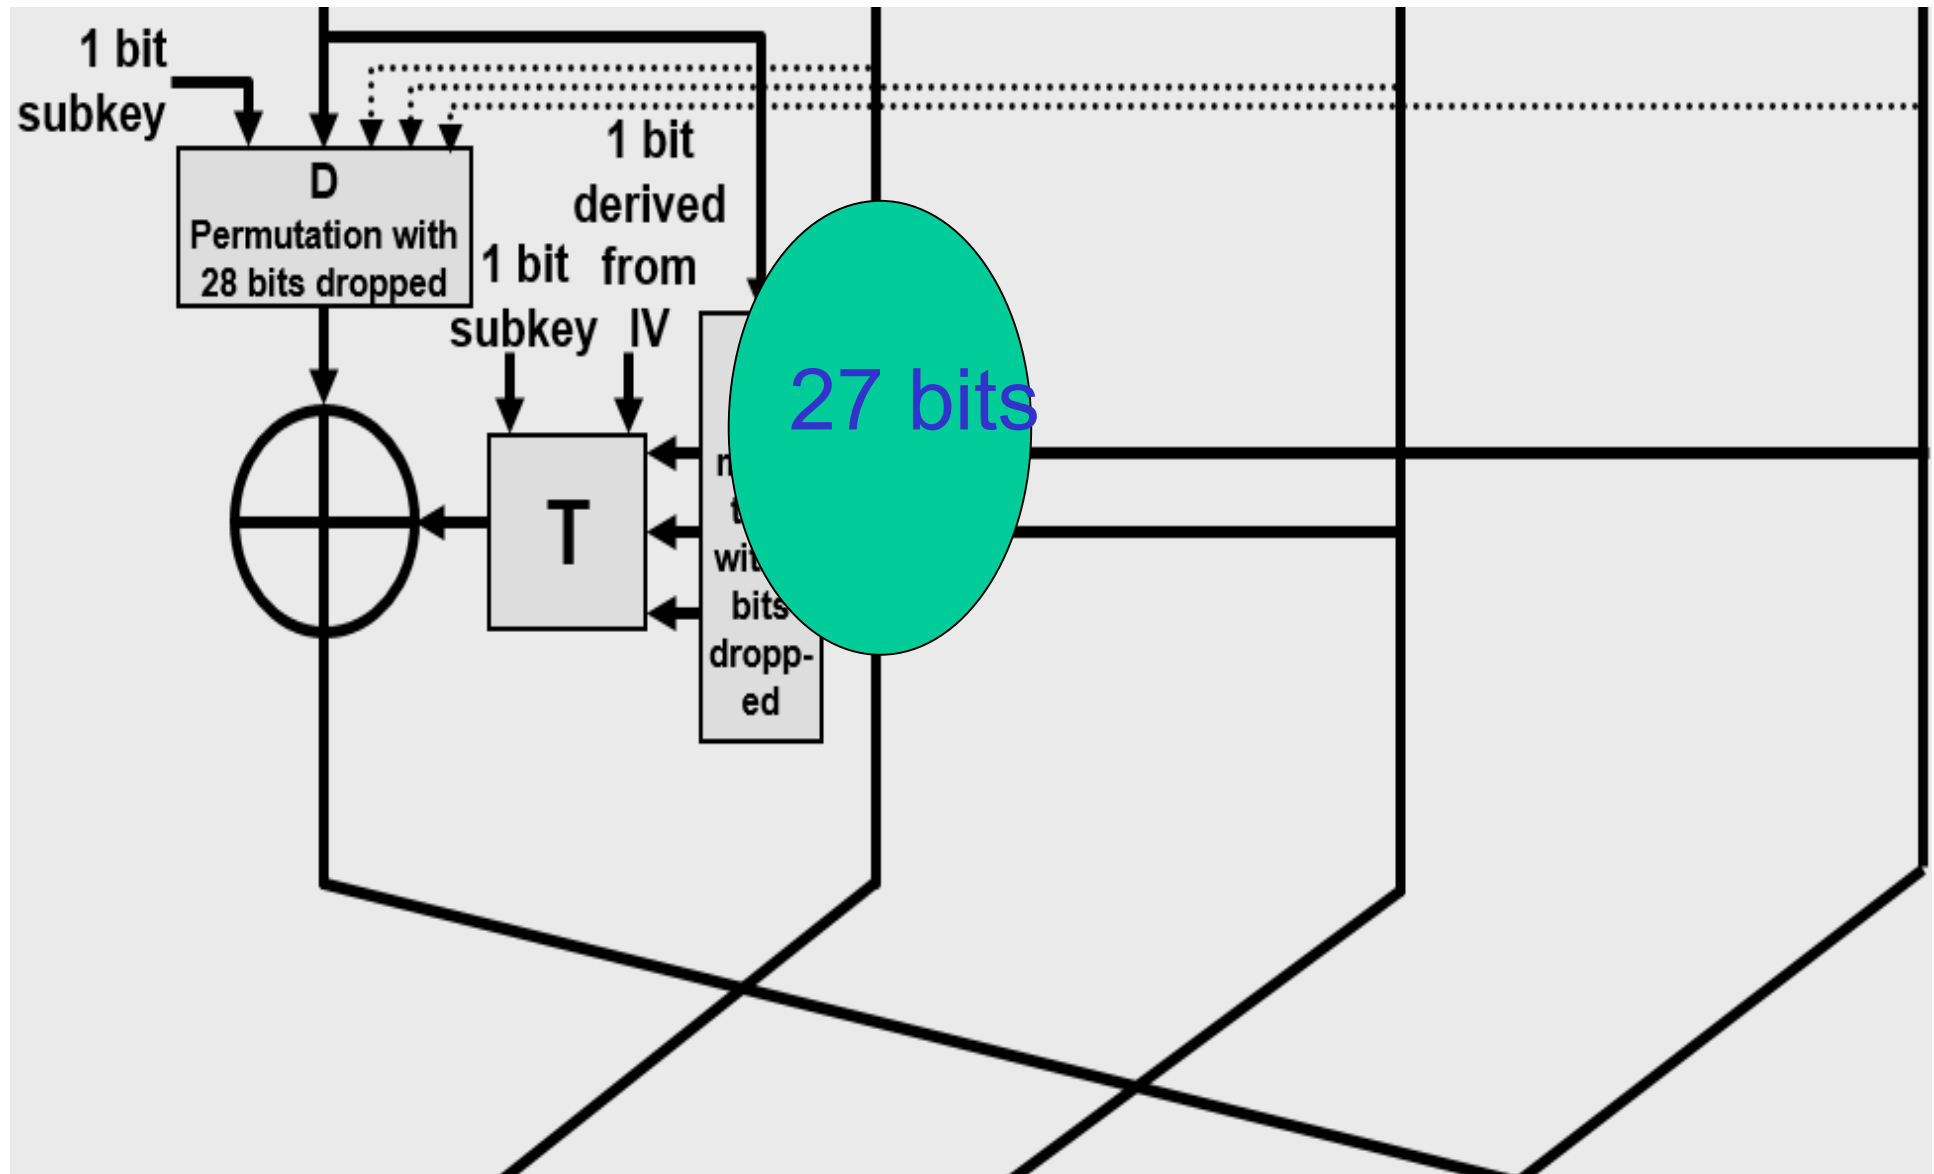 1 bit
subkey
D
Permutation with
28 bits dropped
1 bit
derived
from
IV
1 bit
subkey
T
27 bits
bits
dropp-
ed